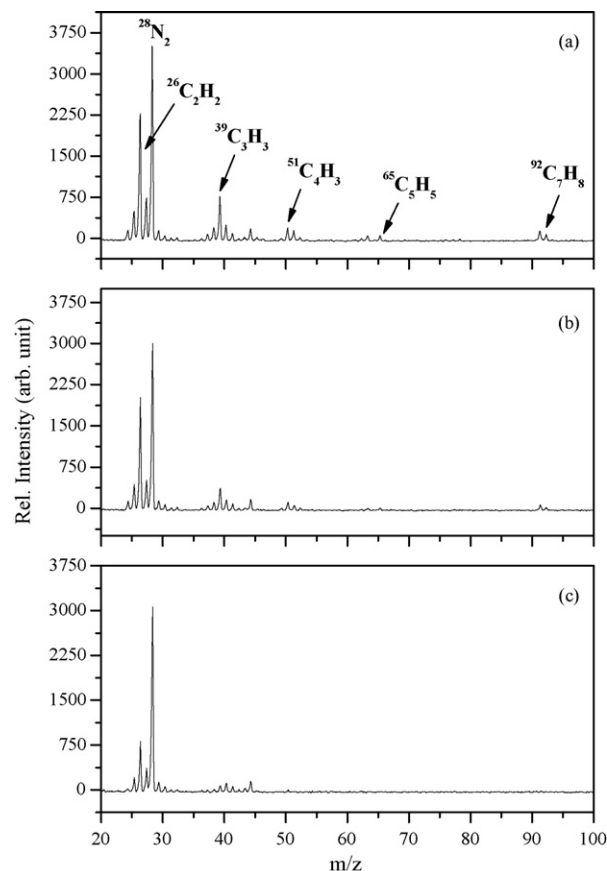 3750
3000
2250
1500
750
0
²⁸N₂
²⁶C₂H₂
³⁹C₃H₃
⁵¹C₄H₃
⁶⁵C₅H₅
⁹²C₇H₈
(a)
3750
3000
2250
1500
750
0
(b)
Rel. Intensity (arb. unit)
3750
3000
2250
1500
750
0
(c)
20 30 40 50 60 70 80 90 100
m/z